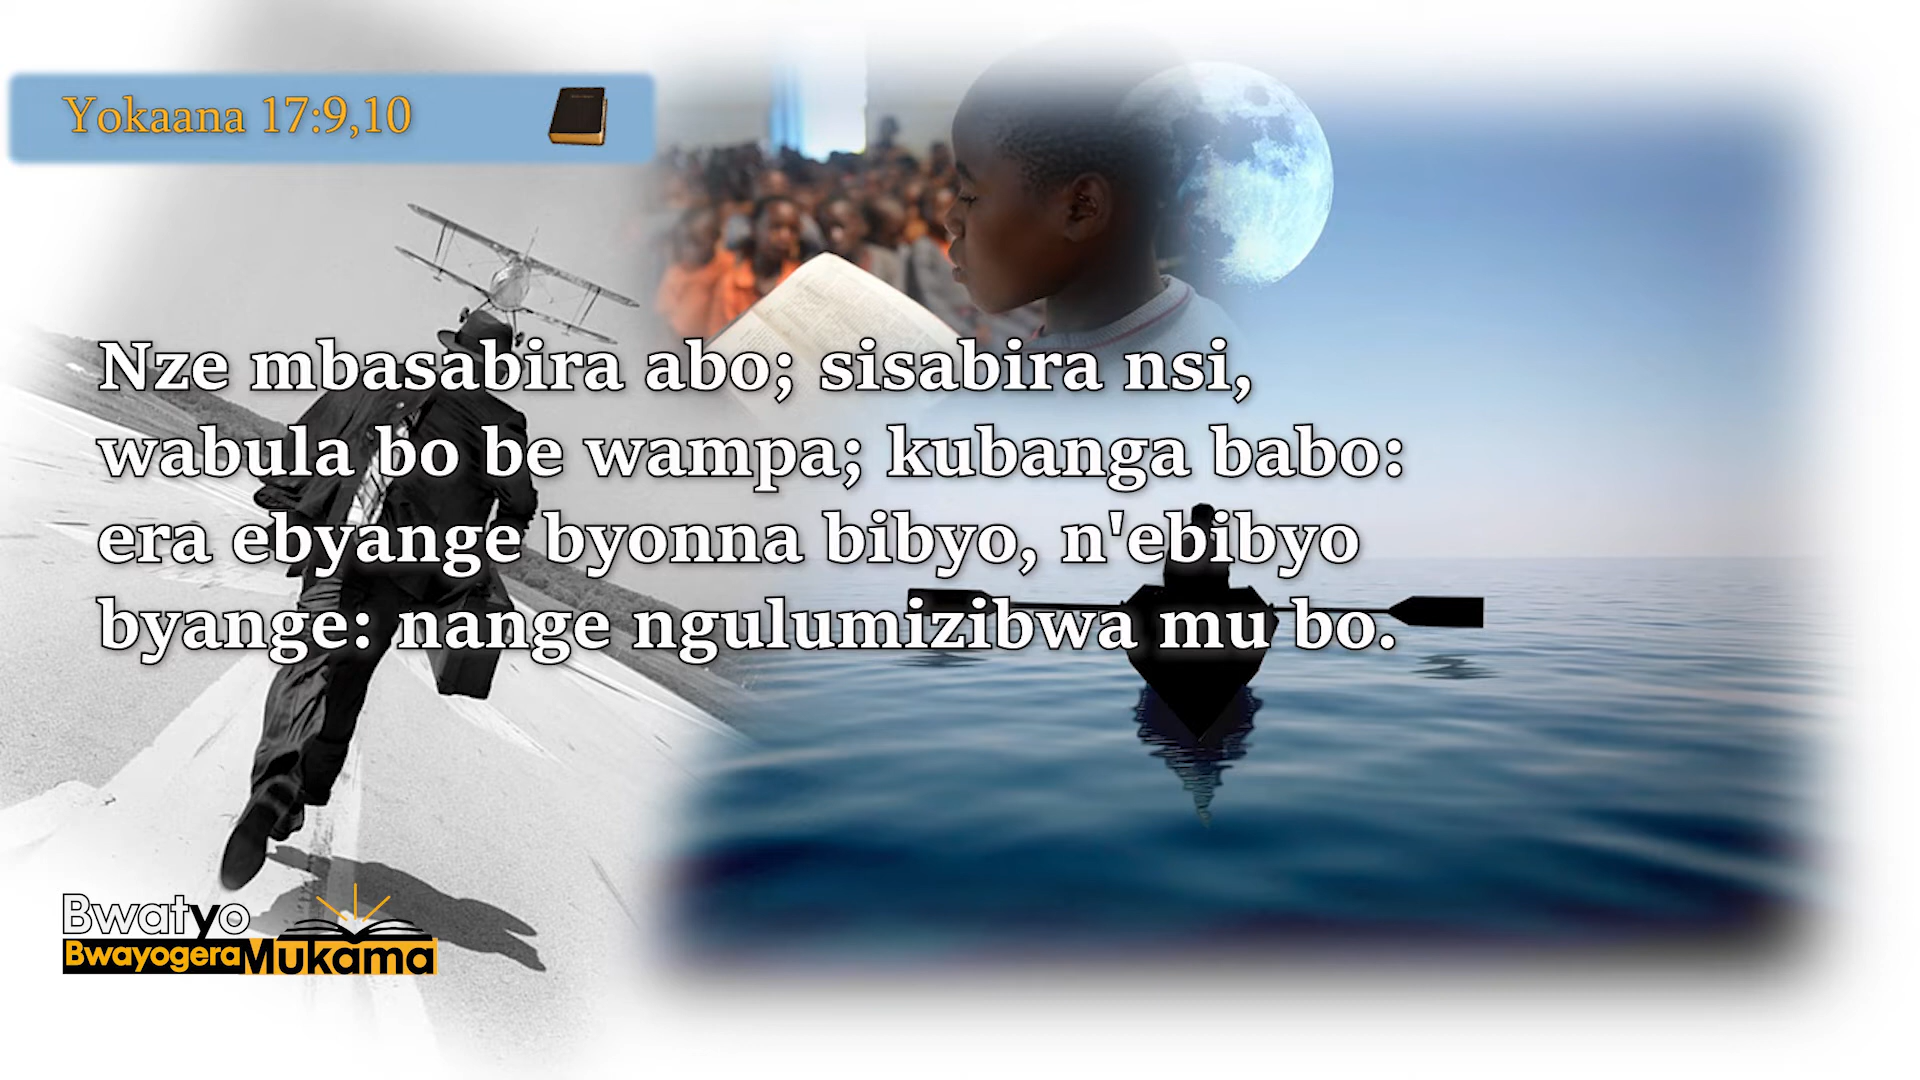 Yokaana 17:9,10
Nze mbasabira abo; sisabira nsi,
wabula bo be wampa; kubanga babo:
era ebyange byonna bibyo, n'ebibyo
byange: nange ngulumizibwa mu bo.
Bwatyo
Bwayogera Mukama